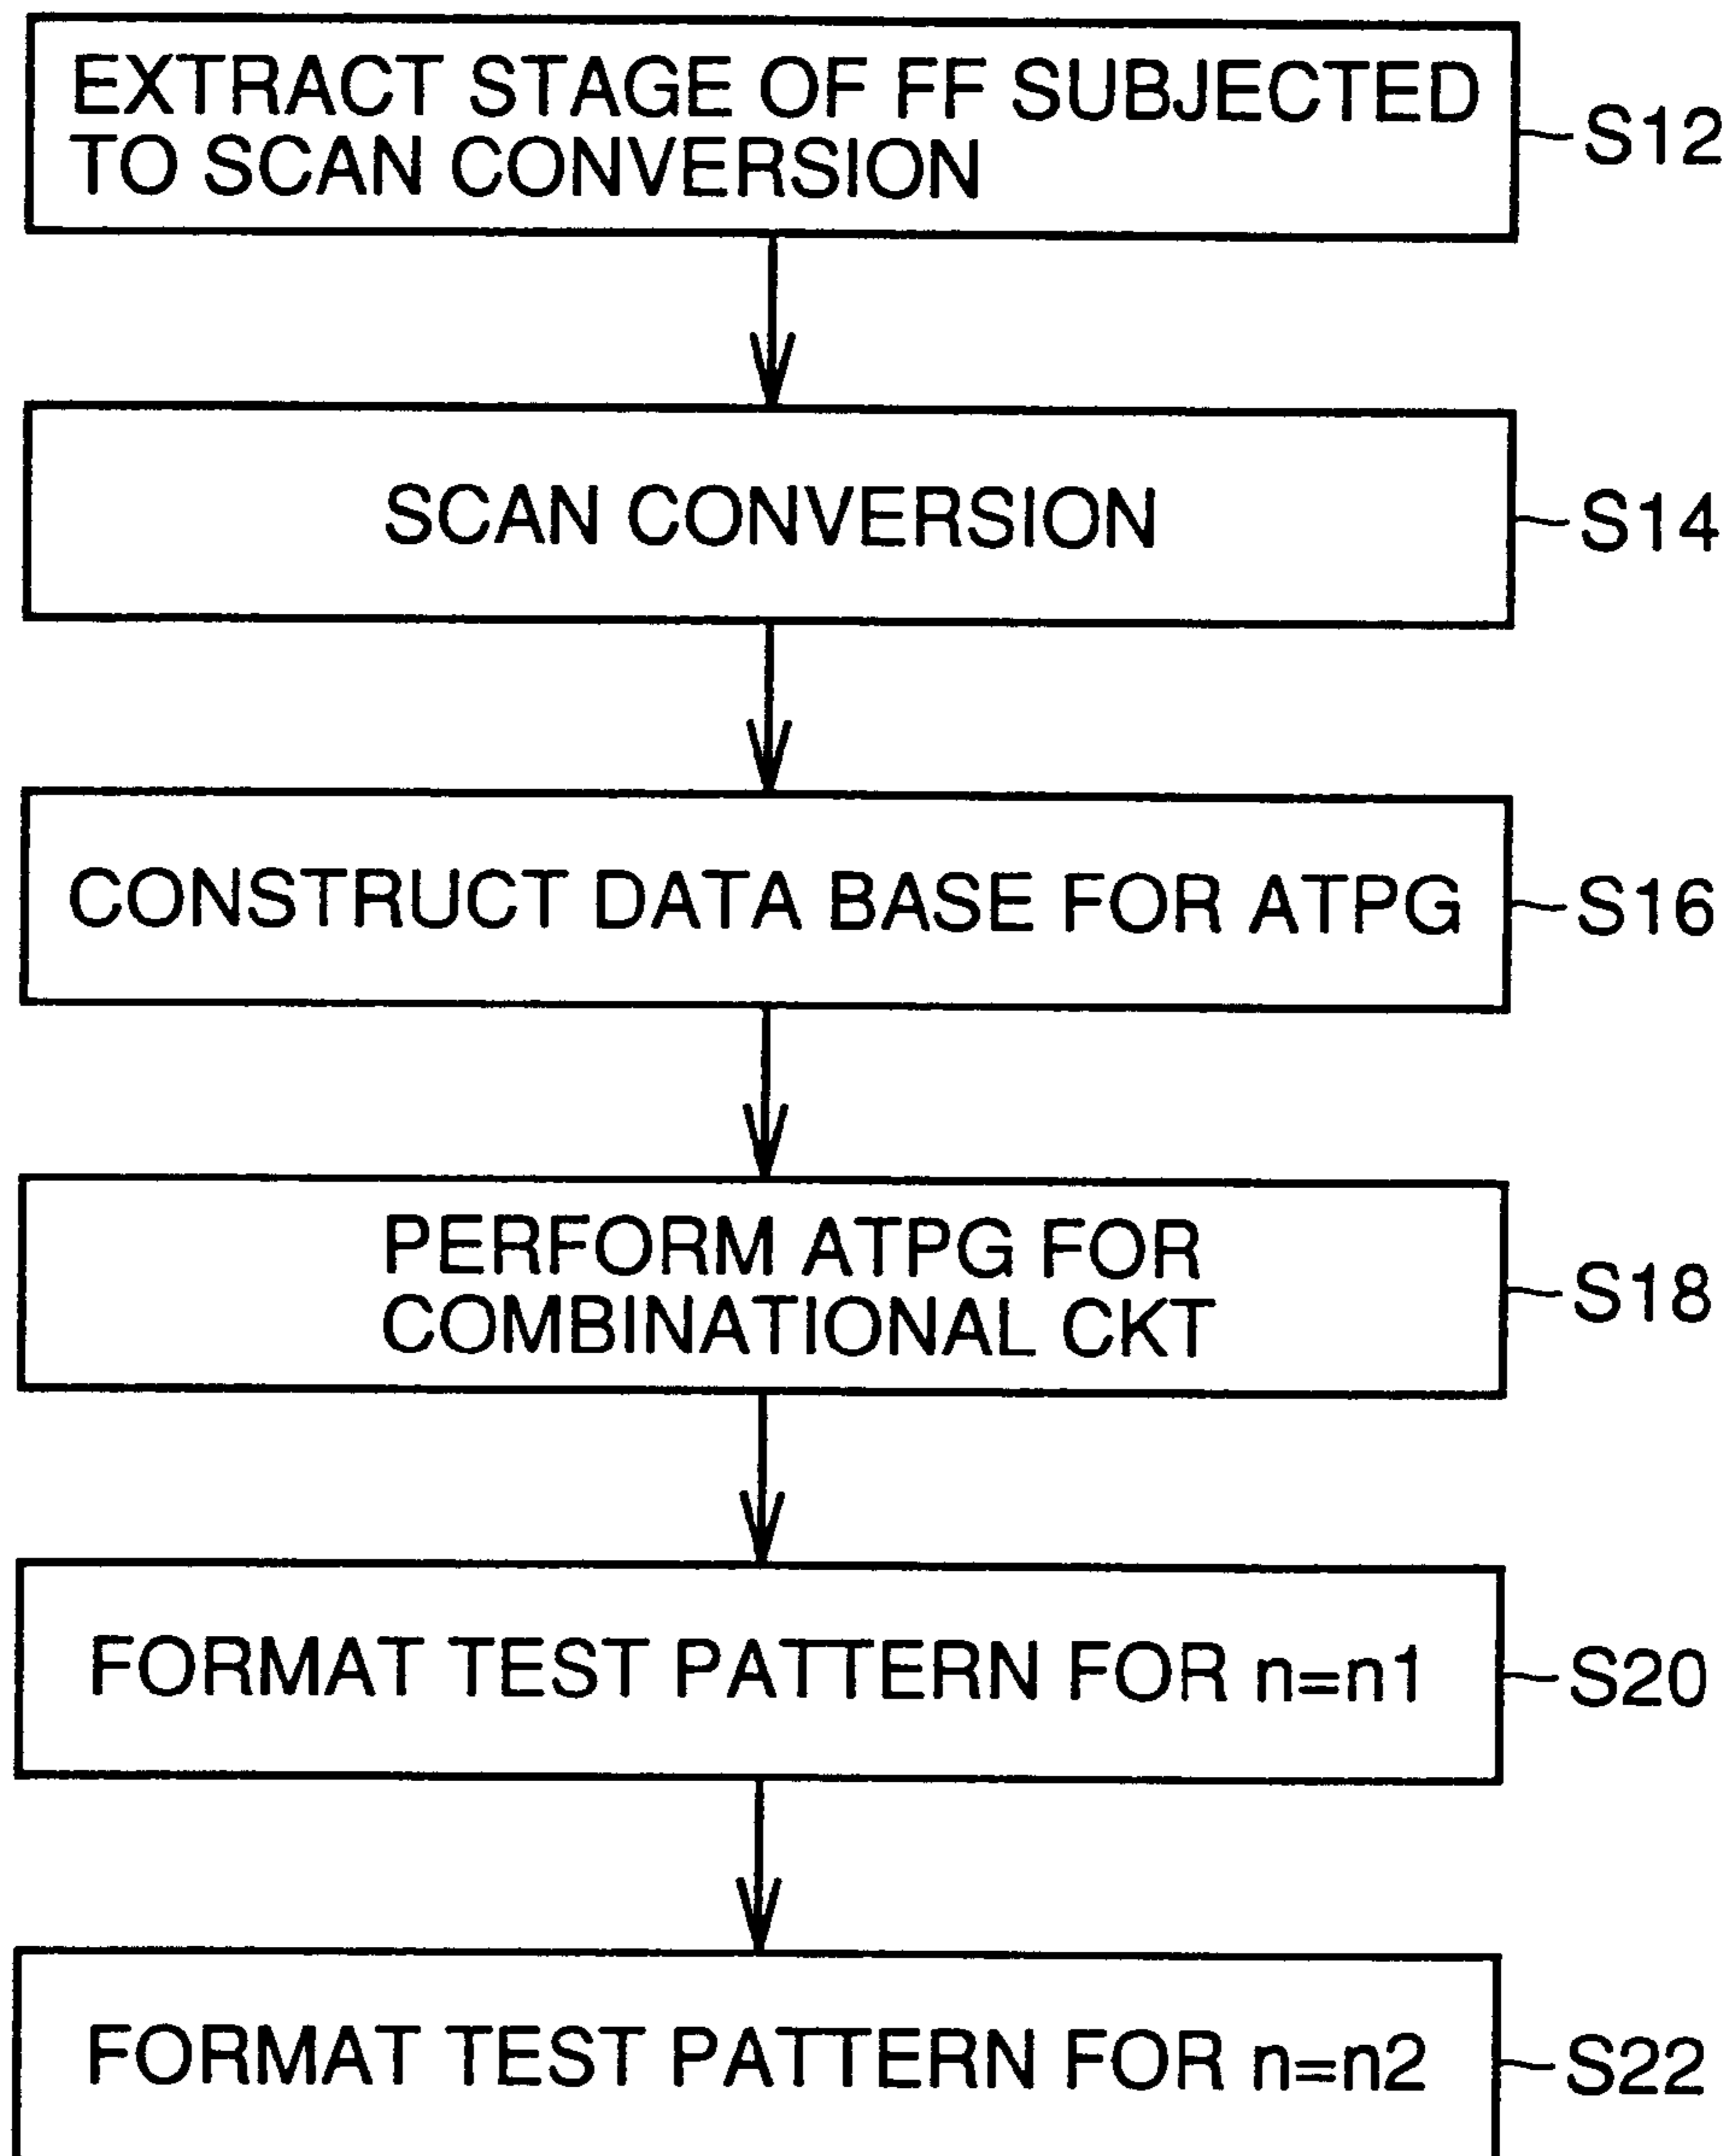 EXTRACT STAGE OF FF SUBJECTED
TO SCAN CONVERSION
S12
SCAN CONVERSION
S14
CONSTRUCT DATA BASE FOR ATPG
S16
PERFORM ATPG FOR
COMBINATIONAL CKT
S18
FORMAT TEST PATTERN FOR n=n1
S20
FORMAT TEST PATTERN FOR n=n2
S22